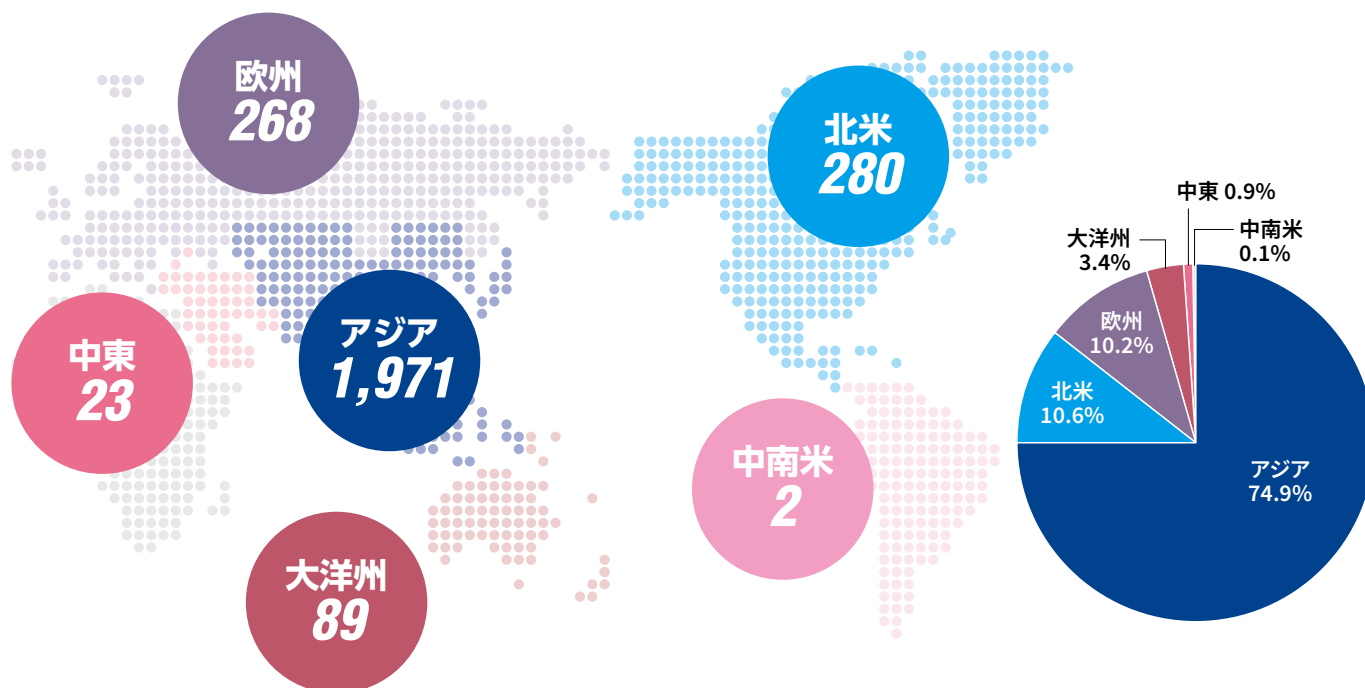 欧州
268
北米
280
中東
23
アジア
1,971
中南米
2
大洋州
89
中東 0.9%
中南米
0.1%
大洋州
3.4%
欧州
10.2%
北米
10.6%
アジア
74.9%